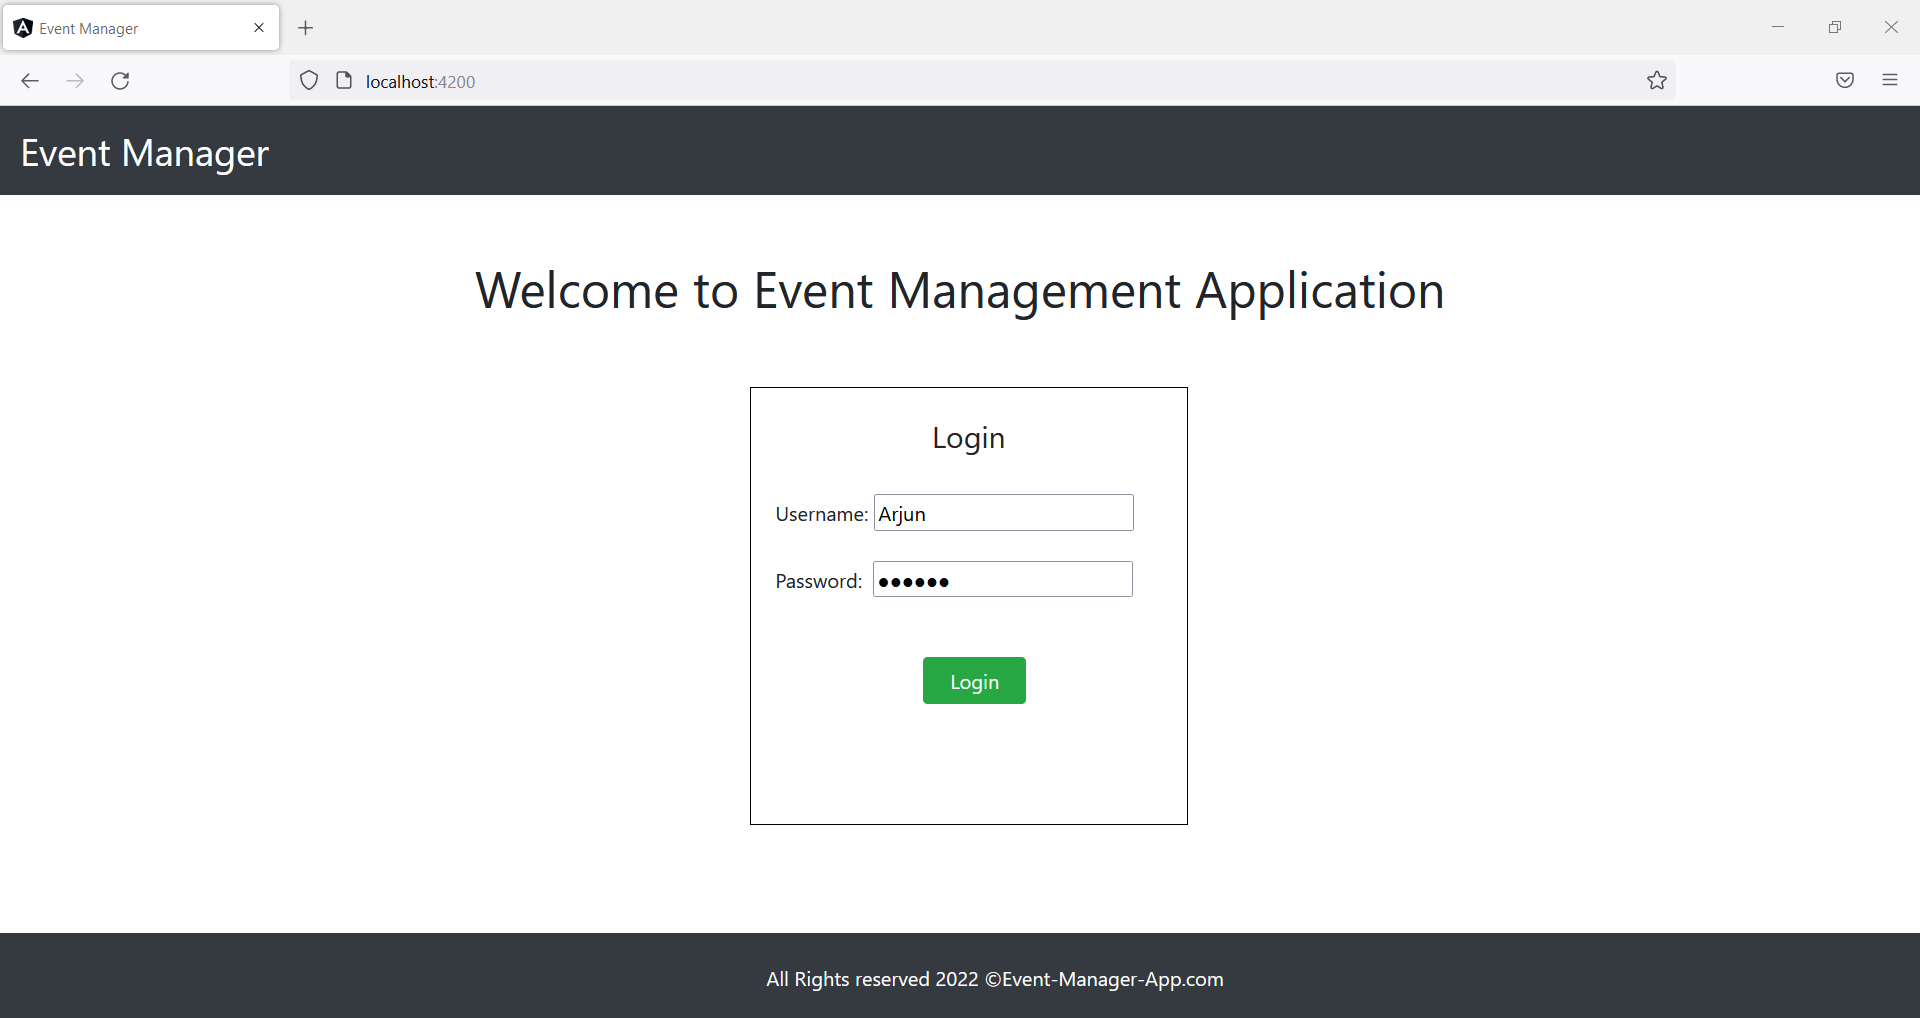 Event Manager
localhost:4200
Event Manager
Welcome to Event Management Application
Login
Username: Arjun
Password: ●●●●●●
Login
All Rights reserved 2022 ©Event-Manager-App.com